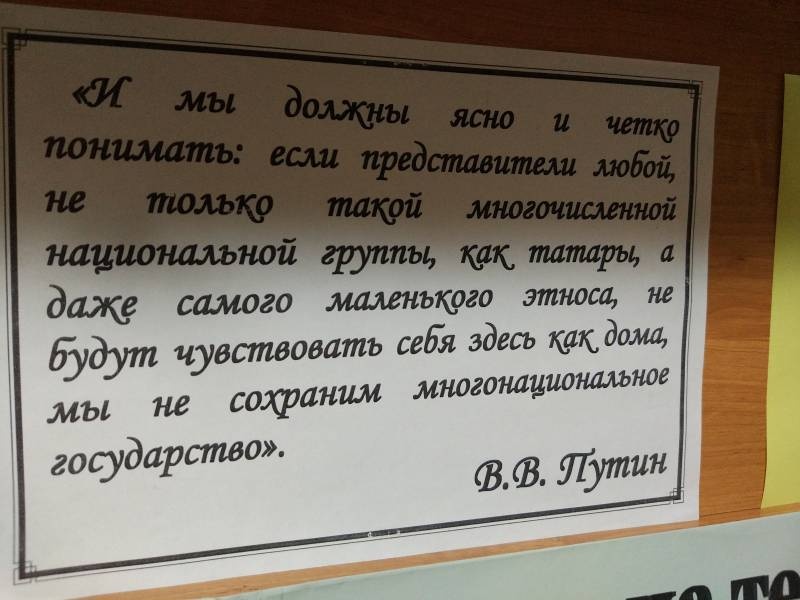 «И мы должны ясно и четко
понимать: если представители любой,
не только такой многочисленной
национальной группы, как татары, а
даже самого маленького этноса, не
будут чувствовать себя здесь как дома,
мы не сохраним многонациональное
государство».
В.В. Путин